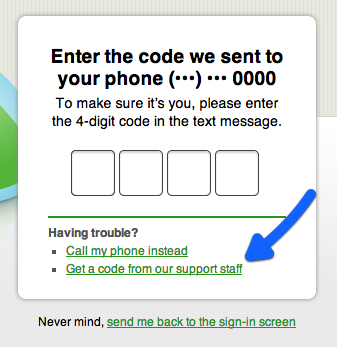 Enter the code we sent to
your phone (•••) ••• 0000
To make sure it's you, please enter
the 4-digit code in the text message.
Having trouble?
Call my phone instead
Get a code from our support staff
Never mind, send me back to the sign-in screen